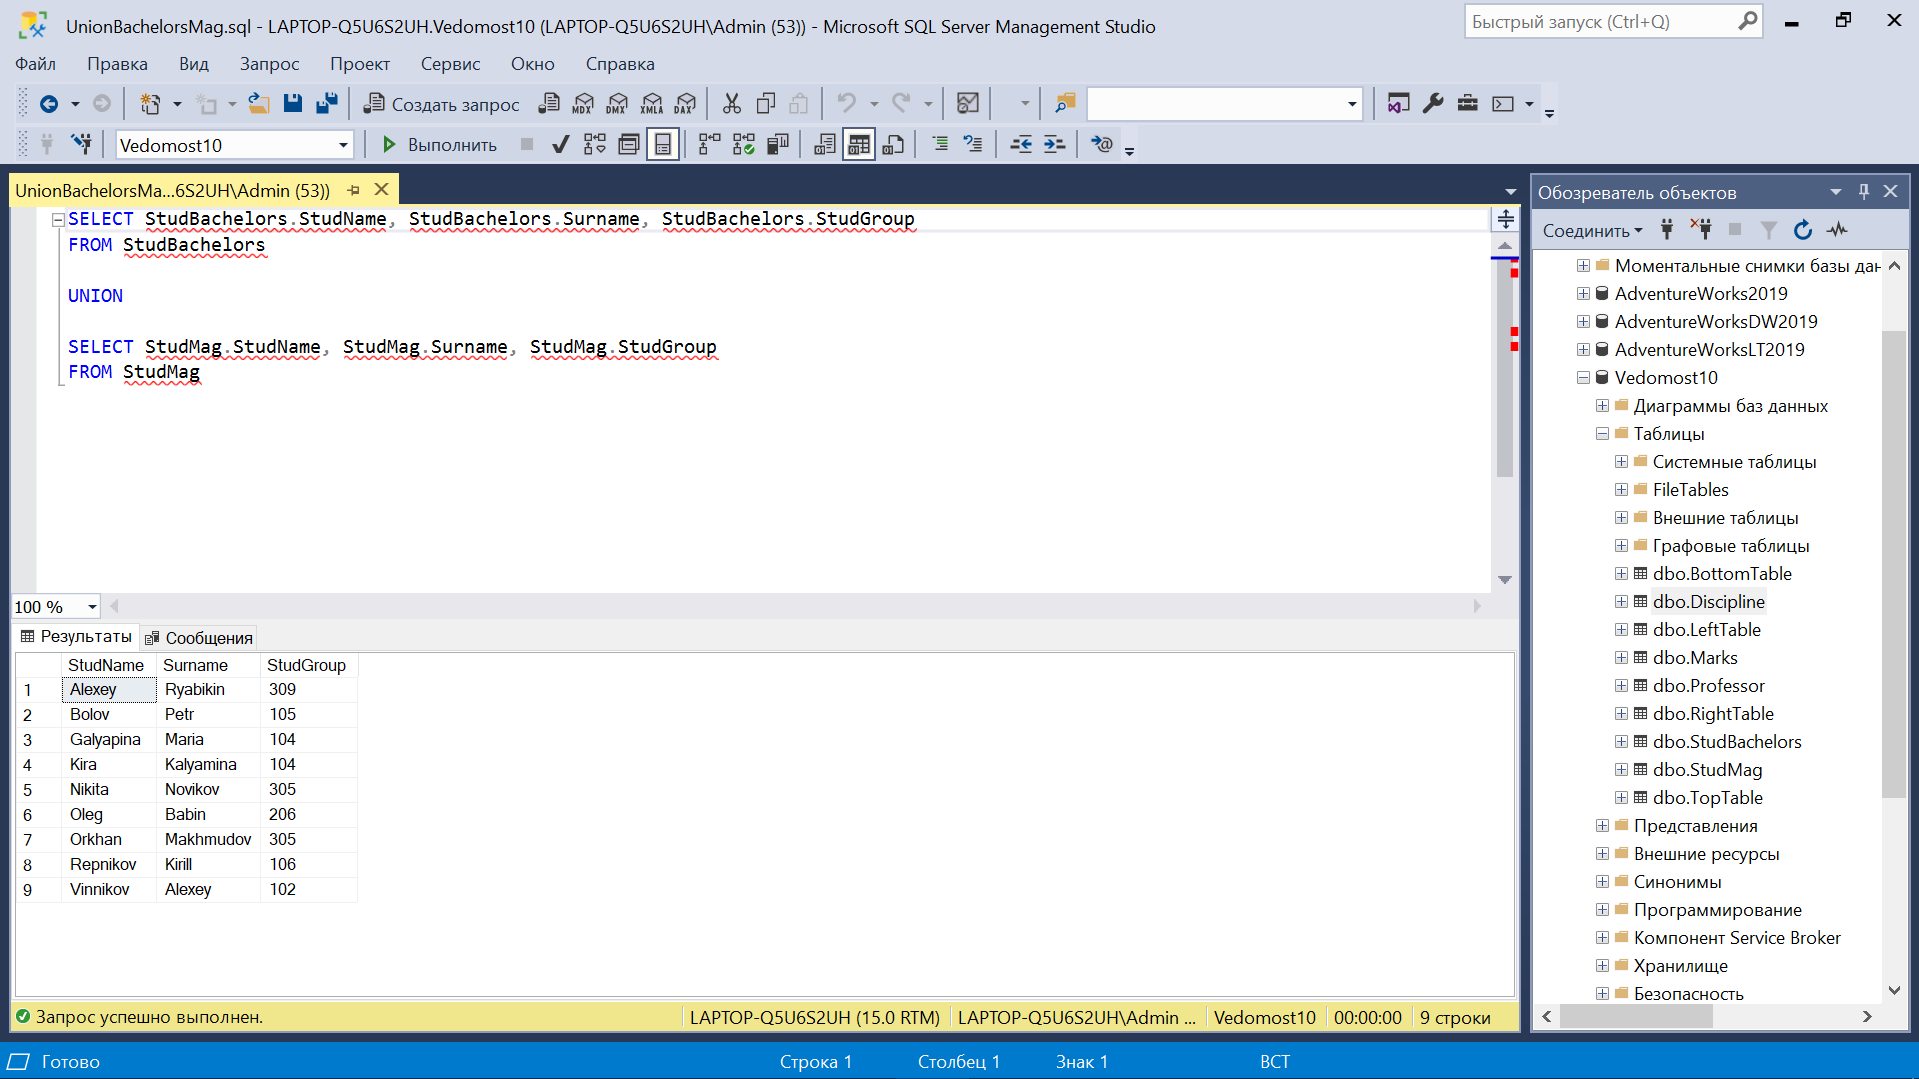 UnionBachelorsMag.sql - LAPTOP-Q5U6S2UH.Vedomost10 (LAPTOP-Q5U6S2UH\Admin (53)) - Microsoft SQL Server Management Studio
Быстрый запуск (Ctrl+Q)
Файл Правка Вид Запрос Проект Сервис Окно Справка
Создать запрос MDX DMX XMLA DAX
Vedomost10 Выполнить
UnionBachelorsMa...6S2UH\Admin (53))
SELECT StudBachelors.StudName, StudBachelors.Surname, StudBachelors.StudGroup
FROM StudBachelors
UNION
SELECT StudMag.StudName, StudMag.Surname, StudMag.StudGroup
FROM StudMag
100 %
Результаты Сообщения
StudName Surname StudGroup
1 Alexey Ryabikin 309
2 Bolov Petr 105
3 Galyapina Maria 104
4 Kira Kalyamina 104
5 Nikita Novikov 305
6 Oleg Babin 206
7 Orkhan Makhmudov 305
8 Repnikov Kirill 106
9 Vinnikov Alexey 102
Запрос успешно выполнен. LAPTOP-Q5U6S2UH (15.0 RTM) LAPTOP-Q5U6S2UH\Admin ... Vedomost10 00:00:00 9 строки
Обозреватель объектов
Соединить
Моментальные снимки базы дан
AdventureWorks2019
AdventureWorksDW2019
AdventureWorksLT2019
Vedomost10
Диаграммы баз данных
Таблицы
Системные таблицы
FileTables
Внешние таблицы
Графовые таблицы
dbo.BottomTable
dbo.Discipline
dbo.LeftTable
dbo.Marks
dbo.Professor
dbo.RightTable
dbo.StudBachelors
dbo.StudMag
dbo.TopTable
Представления
Внешние ресурсы
Синонимы
Программирование
Компонент Service Broker
Хранилище
Безопасность
Готово Строка 1 Столбец 1 Знак 1 ВСТ